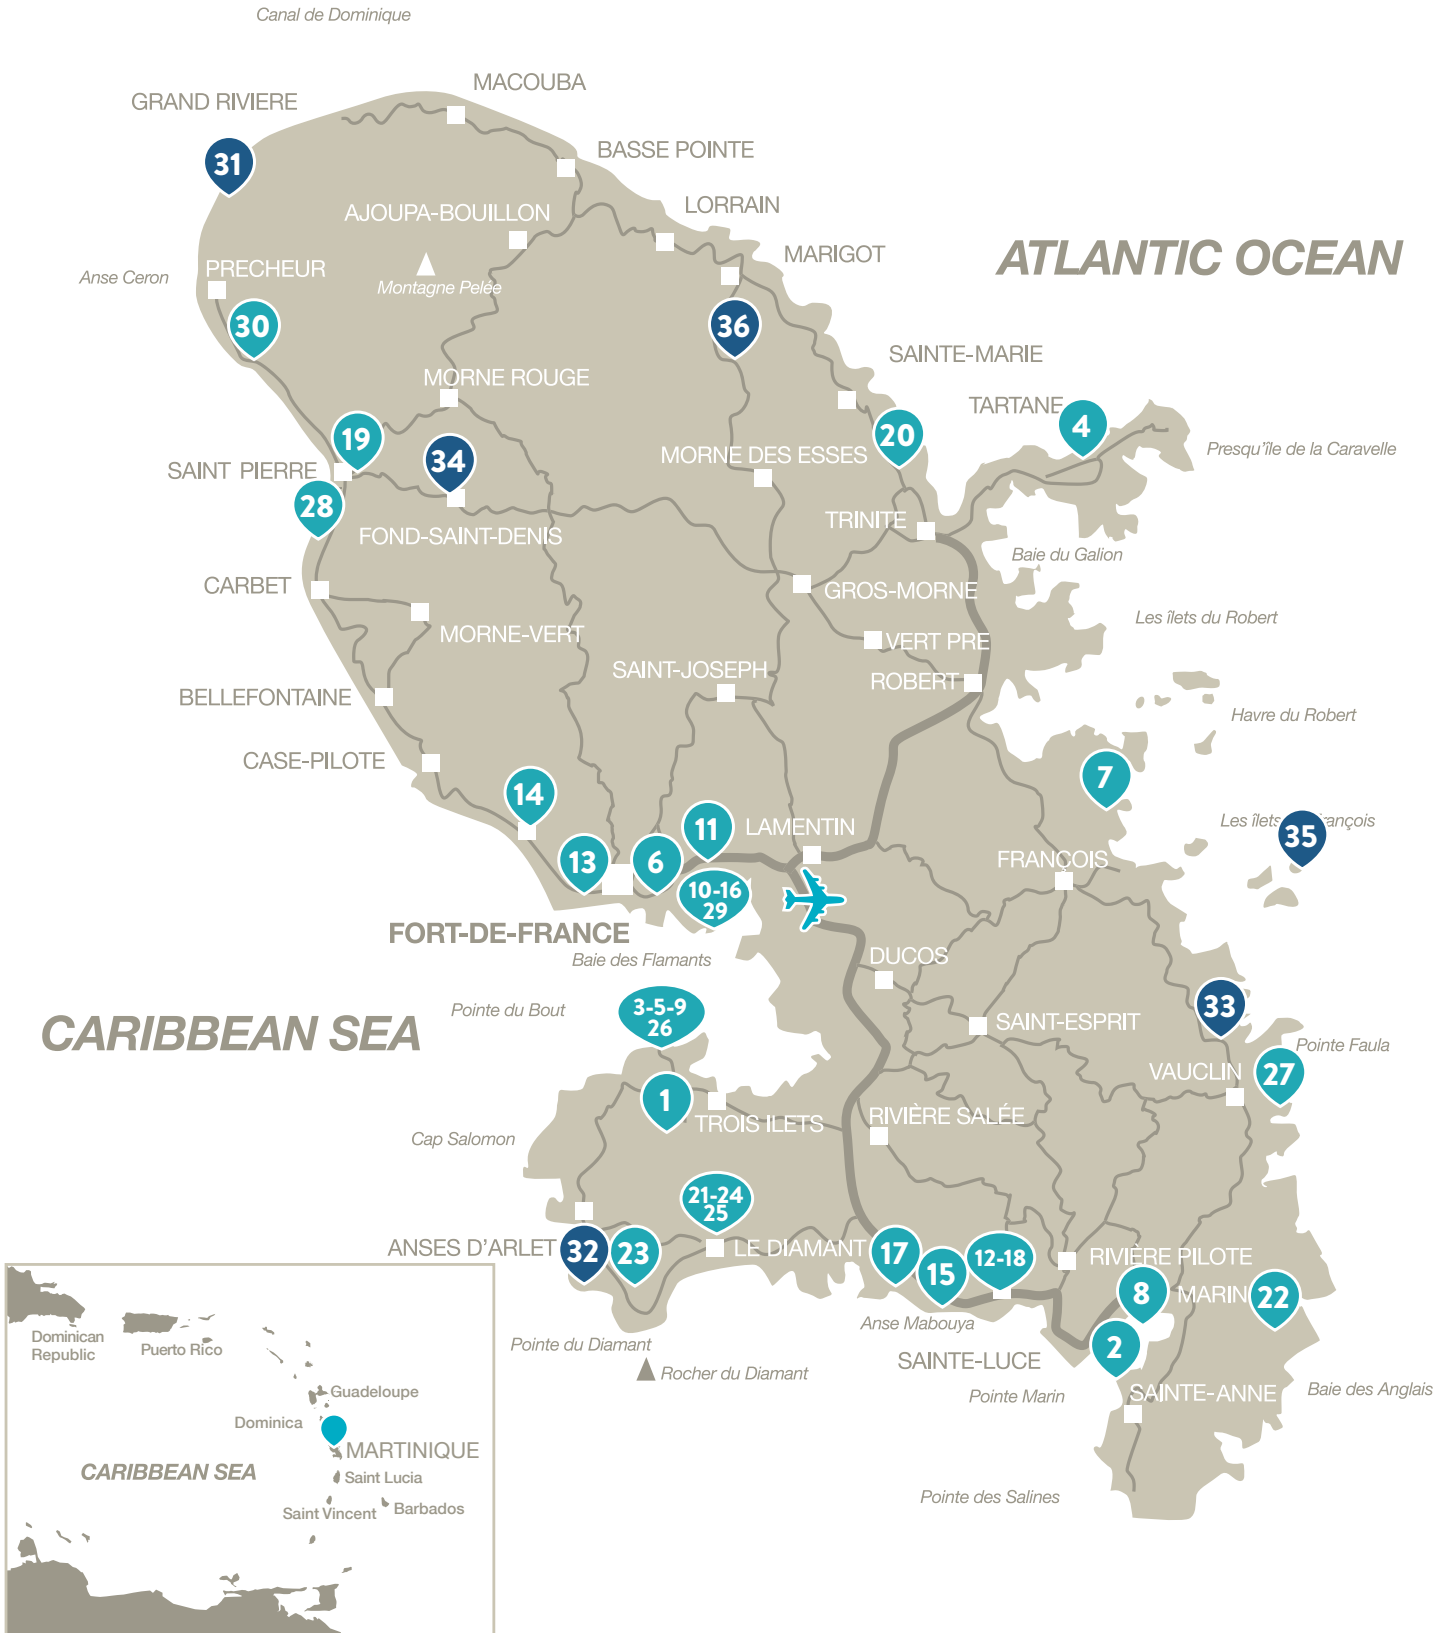 Canal de Dominique
MACOUBA
GRAND RIVIERE
BASSE POINTE
31
AJOUPA-BOUILLON
LORRAIN
MARIGOT
ATLANTIC OCEAN
Anse Ceron
PRECHEUR
Montagne Pelée
30
36
SAINTE-MARIE
MORNE ROUGE
TARTANE
4
19
20
Presqu'île de la Caravelle
SAINT PIERRE
34
MORNE DES ESSES
28
TRINITE
FOND-SAINT-DENIS
Baie du Galion
CARBET
GROS-MORNE
Les îlets du Robert
MORNE-VERT
VERT PRE
SAINT-JOSEPH
ROBERT
BELLEFONTAINE
Havre du Robert
CASE-PILOTE
7
14
11
LAMENTIN
Les îlets
ançois
35
13
6
FRANÇOIS
10-16
29
FORT-DE-FRANCE
Baie des Flamants
DUCOS
Pointe du Bout
3-5-9
26
33
CARIBBEAN SEA
SAINT-ESPRIT
Pointe Faula
VAUCLIN
27
1
TROIS ILETS
RIVIÈRE SALÉE
Cap Salomon
21-24
25
ANSES D'ARLET
32
23
LE DIAMANT
17
15
12-18
RIVIÈRE PILOTE
8
MARIN
22
Anse Mabouya
Pointe du Diamant
Rocher du Diamant
SAINTE-LUCE
2
Pointe Marin
SAINTE-ANNE
Baie des Anglais
Pointe des Salines
Dominican
Republic
Puerto Rico
Guadeloupe
Dominica
MARTINIQUE
CARIBBEAN SEA
Saint Lucia
Saint Vincent
Barbados